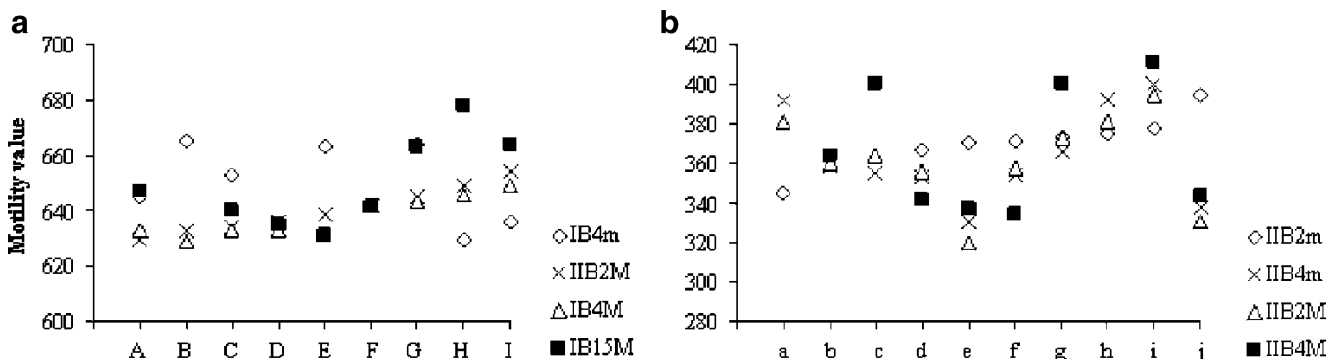 a
Motility value
700
680
660
640
620
600
A B C D E F G H I
IB4m
IIB2M
IB4M
IB15M
b
420
400
380
360
340
320
300
280
a b c d e f g h i j
IIB2m
IIB4m
IIB2M
IIB4M